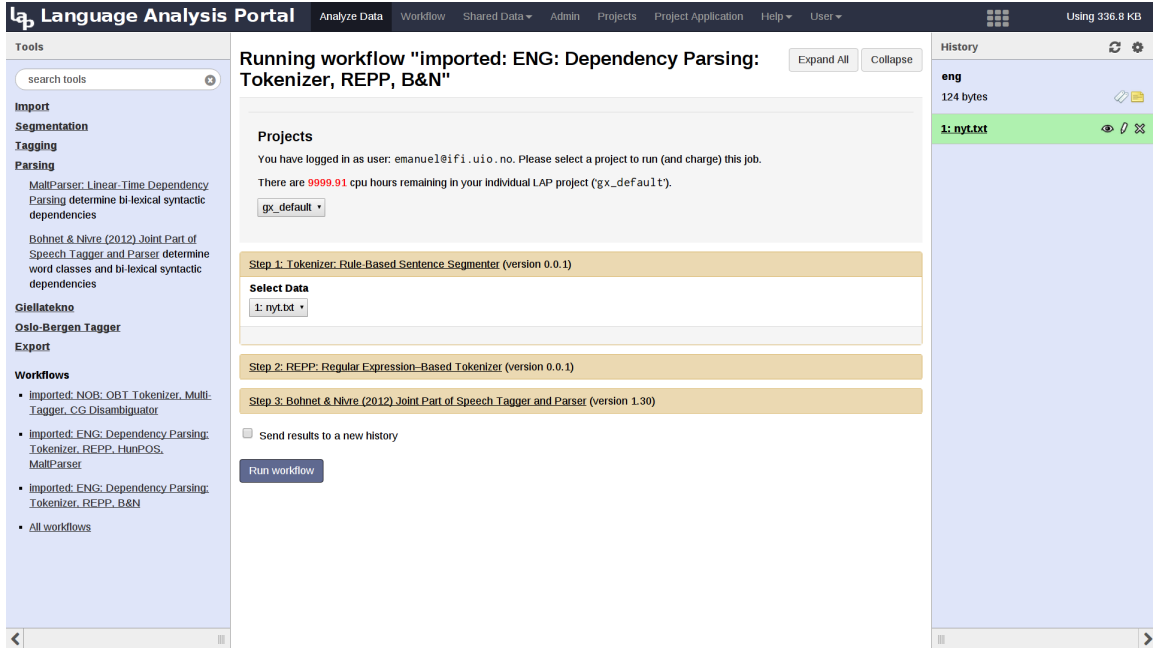 Lap Language Analysis Portal
Analyze Data
Workflow
Shared Data
Admin
Projects
Project Application
Help
User
Using 336.8 KB
Tools
search tools
Import
Segmentation
Tagging
Parsing
MaltParser: Linear-Time Dependency
Parsing determine bi-lexical syntactic
dependencies
Bohnet & Nivre (2012) Joint Part of
Speech Tagger and Parser determine
word classes and bi-lexical syntactic
dependencies
Giellatekno
Oslo-Bergen Tagger
Export
Workflows
imported: NOB: OBT Tokenizer, Multi-
Tagger, CG Disambiguator
imported: ENG: Dependency Parsing:
Tokenizer, REPP, HunPOS,
MaltParser
imported: ENG: Dependency Parsing:
Tokenizer, REPP, B&N
All workflows
Running workflow "imported: ENG: Dependency Parsing:
Tokenizer, REPP, B&N"
Expand All
Collapse
Projects
You have logged in as user: emanuel@ifi.uio.no. Please select a project to run (and charge) this job.
There are 9999.91 cpu hours remaining in your individual LAP project ('gx_default').
gx_default
Step 1: Tokenizer: Rule-Based Sentence Segmenter (version 0.0.1)
Select Data
1: nyt.txt
Step 2: REPP: Regular Expression–Based Tokenizer (version 0.0.1)
Step 3: Bohnet & Nivre (2012) Joint Part of Speech Tagger and Parser (version 1.30)
Send results to a new history
Run workflow
History
eng
124 bytes
1: nyt.txt